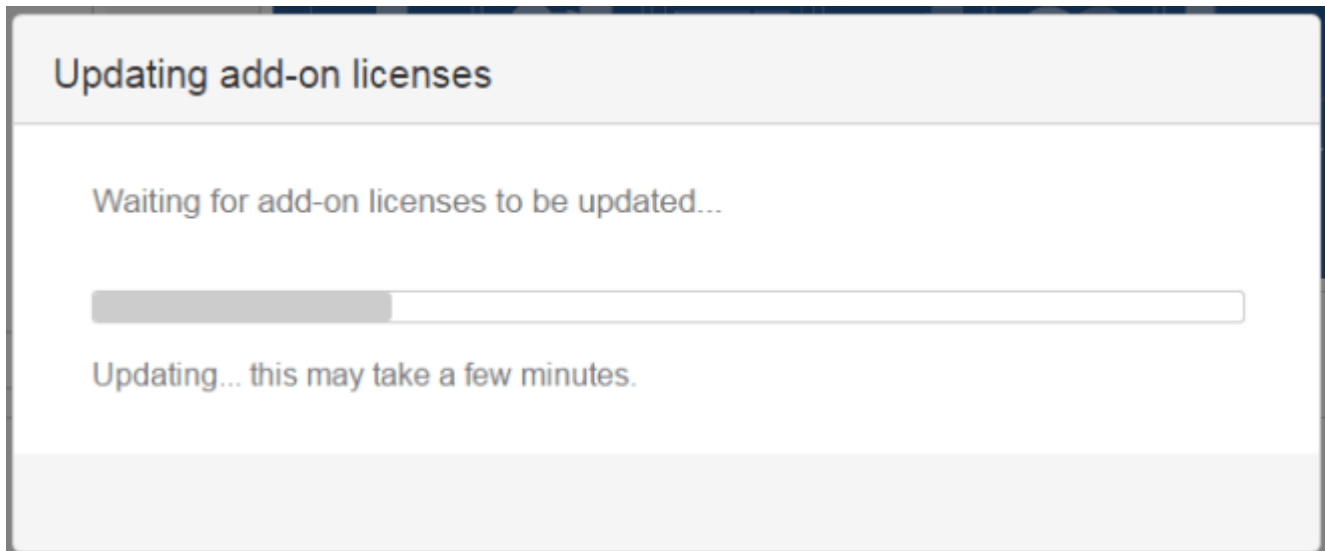 Updating add-on licenses
Waiting for add-on licenses to be updated...
Updating... this may take a few minutes.